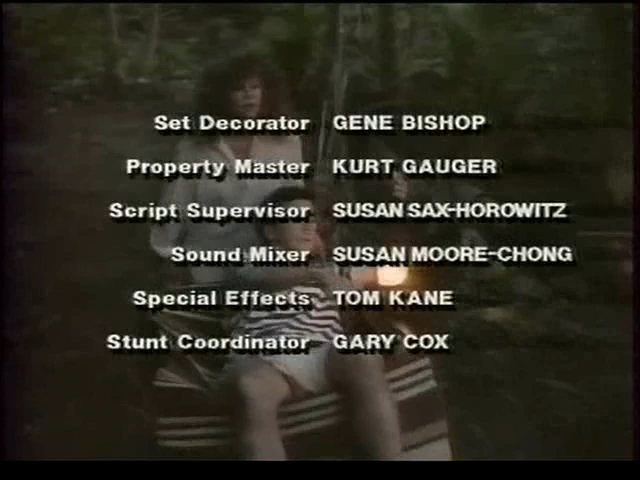 Set Decorator GENE BISHOP
Property Master KURT GAUGER
Script Supervisor SUSAN SAX-HOROWITZ
Sound Mixer SUSAN MOORE-CHONG
Special Effects TOM KANE
Stunt Coordinator GARY COX